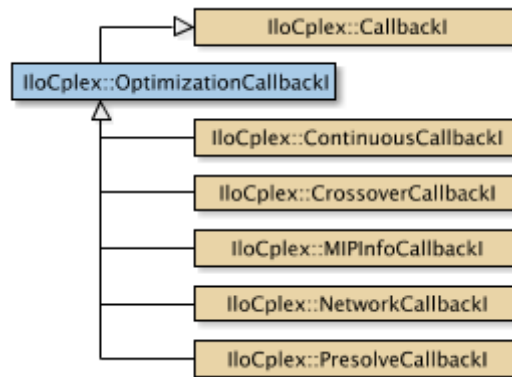 IloCplex::CallbackI
IloCplex::OptimizationCallbackI
IloCplex::ContinuousCallbackI
IloCplex::CrossoverCallbackI
IloCplex::MIPInfoCallbackI
IloCplex::NetworkCallbackI
IloCplex::PresolveCallbackI